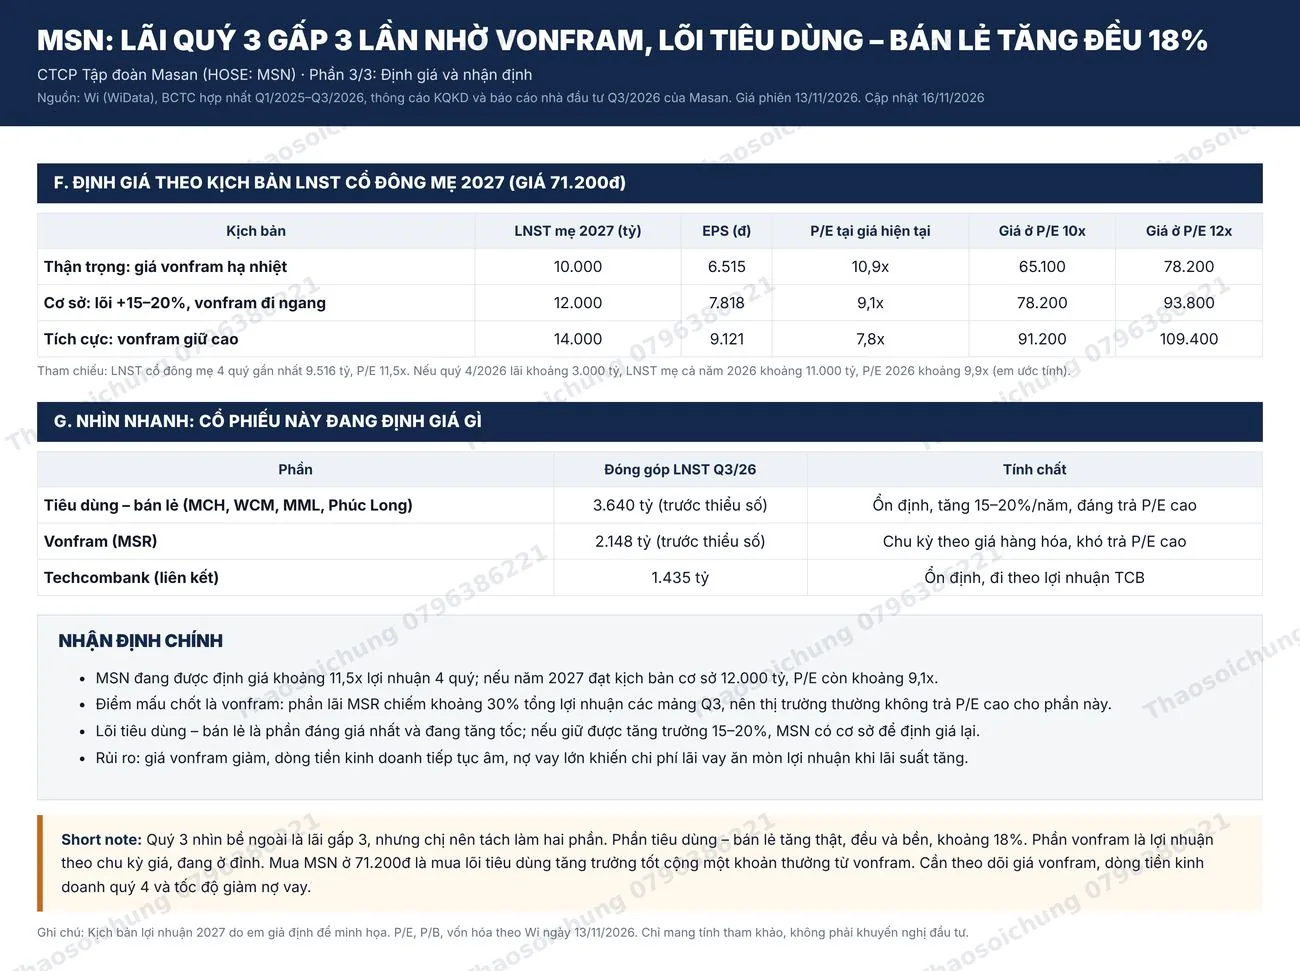 MSN: LÃI QUÝ 3 GẤP 3 LẦN NHỜ VONFRAM, LÕI TIÊU DÙNG – BÁN LẺ TĂNG ĐỀU 18%
CTCP Tập đoàn Masan (HOSE: MSN) · Phần 3/3: Định giá và nhận định
Nguồn: Wi (WiData), BCTC hợp nhất Q1/2025–Q3/2026, thông cáo KQKD và báo cáo nhà đầu tư Q3/2026 của Masan. Giá phiên 13/11/2026. Cập nhật 16/11/2026
F. ĐỊNH GIÁ THEO KỊCH BẢN LNST CỔ ĐÔNG MẸ 2027 (GIÁ 71.200đ)
Kịch bản LNST mẹ 2027 (tỷ) EPS (đ) P/E tại giá hiện tại Giá ở P/E 10x Giá ở P/E 12x
Thận trọng: giá vonfram hạ nhiệt 10.000 6.515 10,9x 65.100 78.200
Cơ sở: lõi +15–20%, vonfram đi ngang 12.000 7.818 9,1x 78.200 93.800
Tích cực: vonfram giữ cao 14.000 9.121 7,8x 91.200 109.400
Tham chiếu: LNST cổ đông mẹ 4 quý gần nhất 9.516 tỷ, P/E 11,5x. Nếu quý 4/2026 lãi khoảng 3.000 tỷ, LNST mẹ cả năm 2026 khoảng 11.000 tỷ, P/E 2026 khoảng 9,9x (em ước tính).
G. NHÌN NHANH: CỔ PHIẾU NÀY ĐANG ĐỊNH GIÁ GÌ
Phần Đóng góp LNST Q3/26 Tính chất
Tiêu dùng – bán lẻ (MCH, WCM, MML, Phúc Long) 3.640 tỷ (trước thiểu số) Ổn định, tăng 15–20%/năm, đáng trả P/E cao
Vonfram (MSR) 2.148 tỷ (trước thiểu số) Chu kỳ theo giá hàng hóa, khó trả P/E cao
Techcombank (liên kết) 1.435 tỷ Ổn định, đi theo lợi nhuận TCB
NHẬN ĐỊNH CHÍNH
• MSN đang được định giá khoảng 11,5x lợi nhuận 4 quý; nếu năm 2027 đạt kịch bản cơ sở 12.000 tỷ, P/E còn khoảng 9,1x.
• Điểm mấu chốt là vonfram: phần lãi MSR chiếm khoảng 30% tổng lợi nhuận các mảng Q3, nên thị trường thường không trả P/E cao cho phần này.
• Lõi tiêu dùng – bán lẻ là phần đáng giá nhất và đang tăng tốc; nếu giữ được tăng trưởng 15–20%, MSN có cơ sở để định giá lại.
• Rủi ro: giá vonfram giảm, dòng tiền kinh doanh tiếp tục âm, nợ vay lớn khiến chi phí lãi vay ăn mòn lợi nhuận khi lãi suất tăng.
Short note: Quý 3 nhìn bề ngoài là lãi gấp 3, nhưng chị nên tách làm hai phần. Phần tiêu dùng – bán lẻ tăng thật, đều và bền, khoảng 18%. Phần vonfram là lợi nhuận
theo chu kỳ giá, đang ở đỉnh. Mua MSN ở 71.200đ là mua lõi tiêu dùng tăng trưởng tốt cộng một khoản thưởng từ vonfram. Cần theo dõi giá vonfram, dòng tiền kinh
doanh quý 4 và tốc độ giảm nợ vay.
Ghi chú: Kịch bản lợi nhuận 2027 do em giả định để minh họa. P/E, P/B, vốn hóa theo Wi ngày 13/11/2026. Chỉ mang tính tham khảo, không phải khuyến nghị đầu tư.
Thaosoichung 0796386221